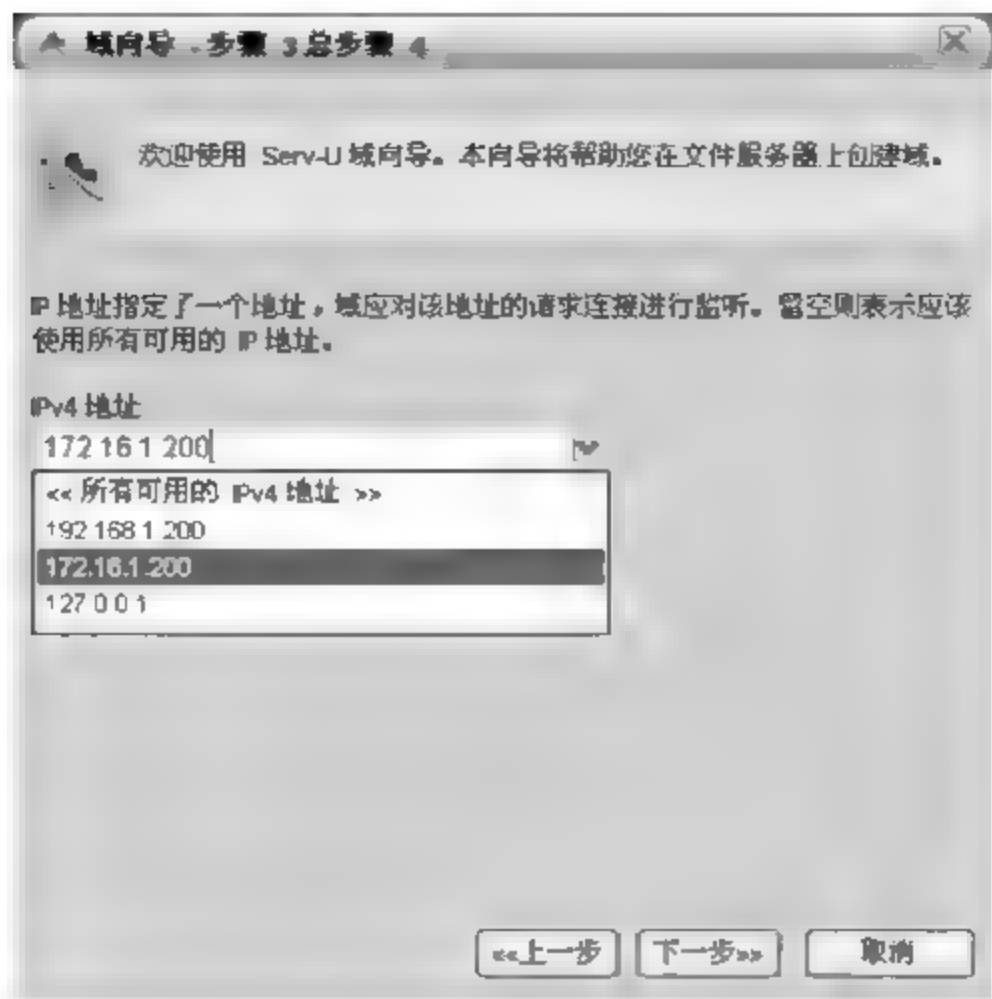 域向导 - 步骤 3总步骤 4
欢迎使用 Serv-U 域向导。本向导将帮助您在文件服务器上创建域。
IP 地址指定了一个地址，域应对该地址的请求连接进行监听。留空则表示应该
使用所有可用的 IP 地址。
IPv4 地址
172 16 1 200
<< 所有可用的 IPv4 地址 >>
192 168 1 200
172.16.1.200
127 0 0 1
<<上一步 下一步>> 取消